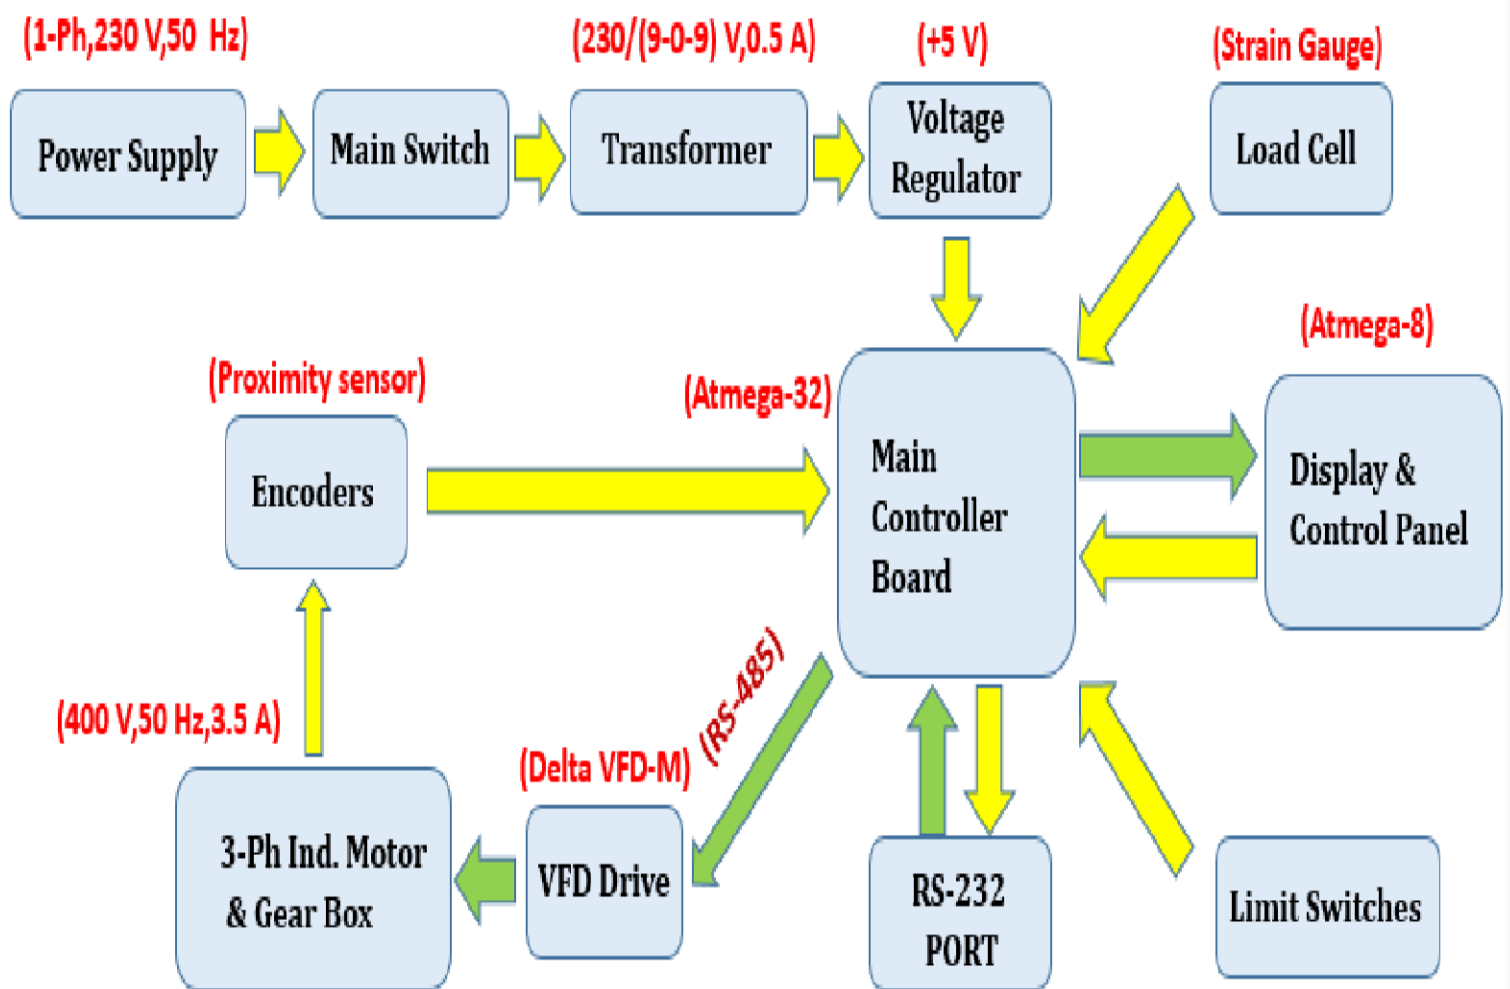 (1-Ph,230 V,50 Hz)
(230/(9-0-9) V,0.5 A)
(+5 V)
(Strain Gauge)
Power Supply
Main Switch
Transformer
Voltage
Regulator
Load Cell
(Proximity sensor)
(Atmega-32)
(Atmega-8)
Encoders
Main
Controller
Board
Display &
Control Panel
(RS-485)
(400 V,50 Hz,3.5 A)
(Delta VFD-M)
3-Ph Ind. Motor
& Gear Box
VFD Drive
RS-232
PORT
Limit Switches